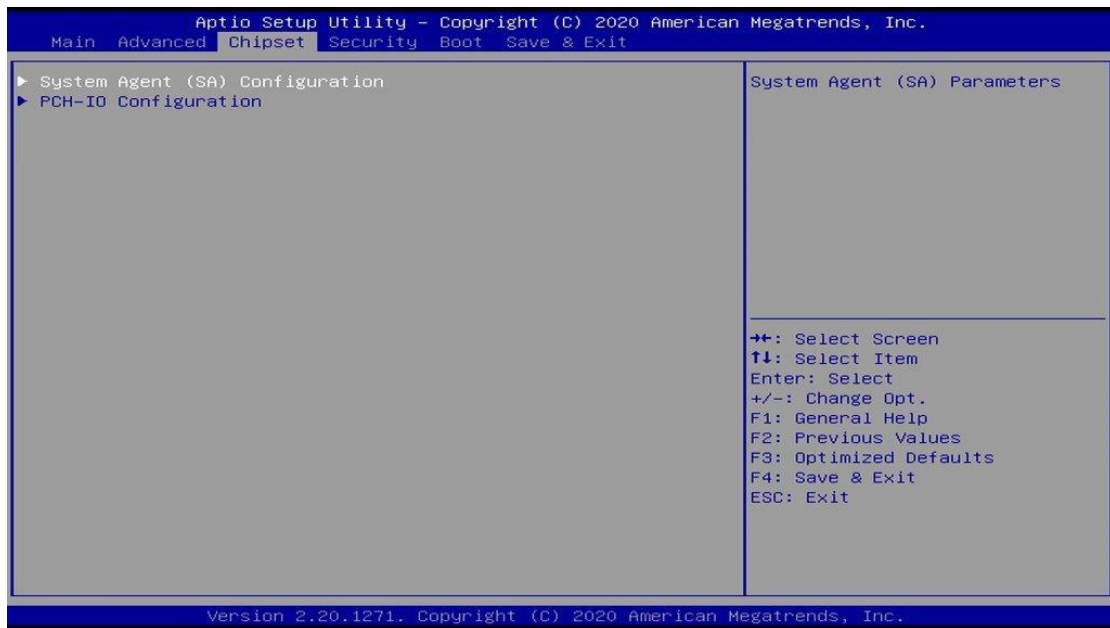 Aptio Setup Utility – Copyright (C) 2020 American Megatrends, Inc.
Main Advanced Chipset Security Boot Save & Exit
▶ System Agent (SA) Configuration
▶ PCH-IO Configuration
System Agent (SA) Parameters
→←: Select Screen
↑↓: Select Item
Enter: Select
+/-: Change Opt.
F1: General Help
F2: Previous Values
F3: Optimized Defaults
F4: Save & Exit
ESC: Exit
Version 2.20.1271. Copyright (C) 2020 American Megatrends, Inc.